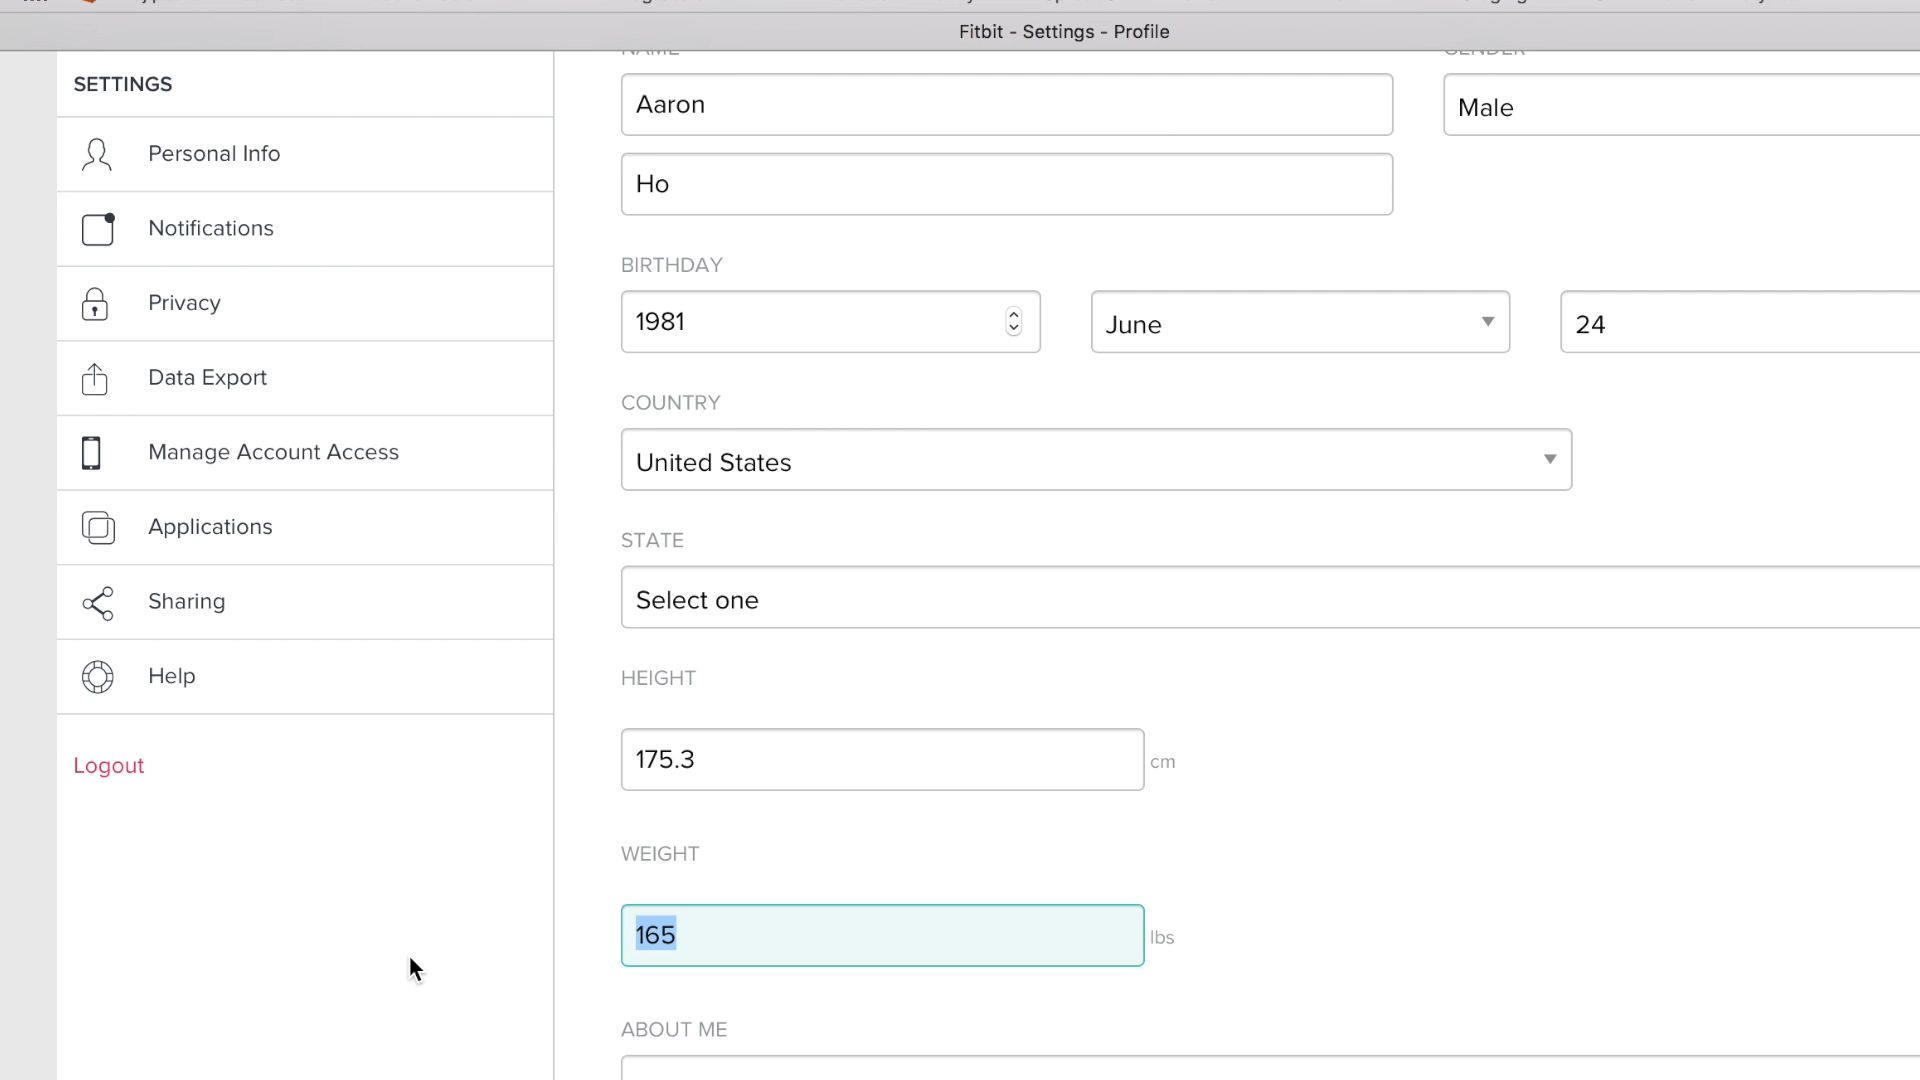 Fitbit - Settings - Profile
SETTINGS
Personal Info
Notifications
Privacy
Data Export
Manage Account Access
Applications
Sharing
Help
Logout
NAME
GENDER
Aaron
Male
Ho
BIRTHDAY
1981
June
24
COUNTRY
United States
STATE
Select one
HEIGHT
175.3
cm
WEIGHT
165
lbs
ABOUT ME